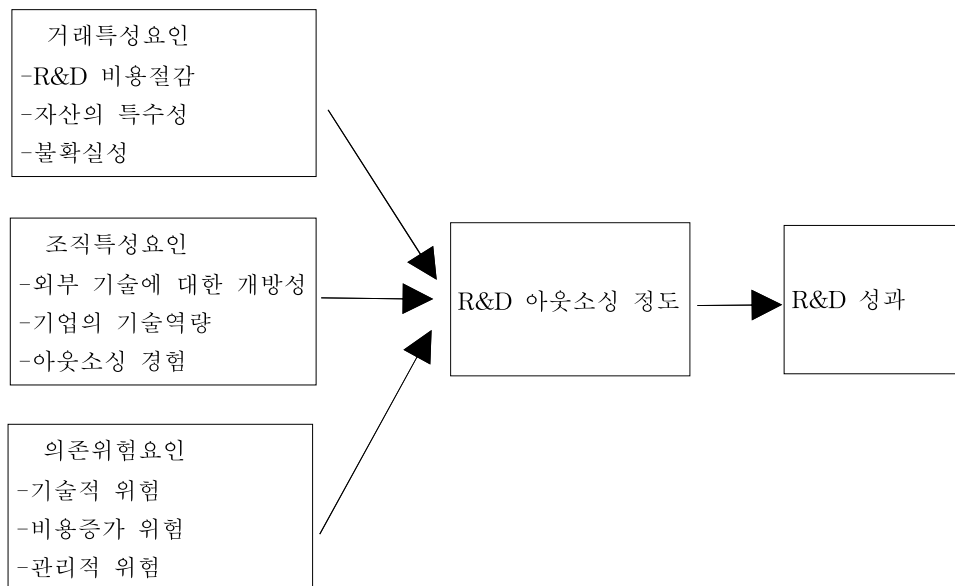 거래특성요인
-R&D 비용절감
-자산의 특수성
-불확실성
조직특성요인
-외부 기술에 대한 개방성
-기업의 기술역량
-아웃소싱 경험
의존위험요인
-기술적 위험
-비용증가 위험
-관리적 위험
R&D 아웃소싱 정도
R&D 성과